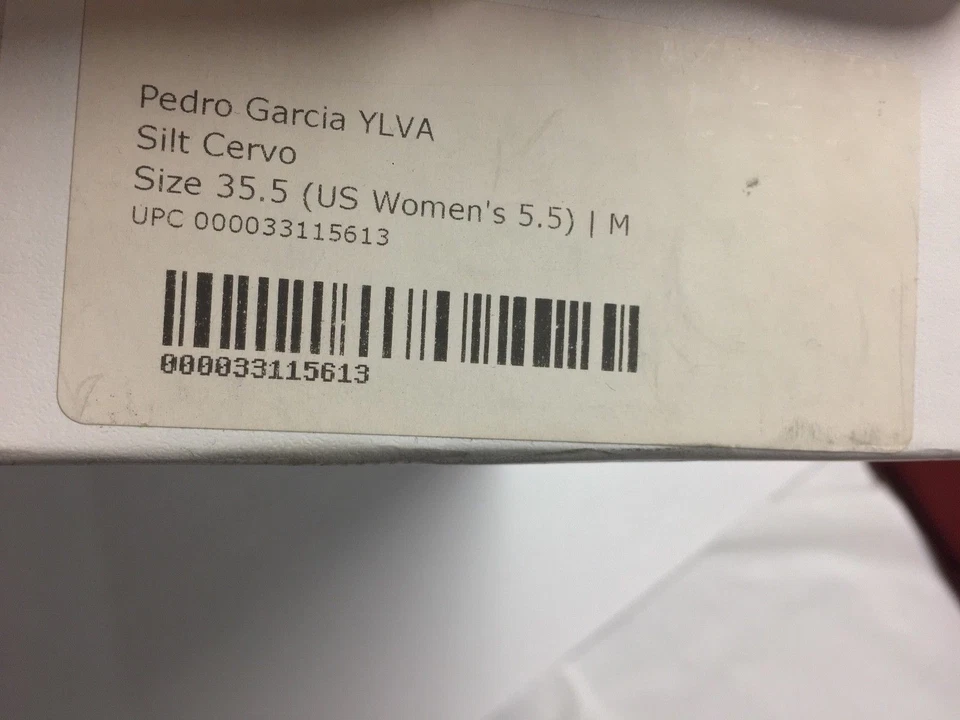 Pedro Garcia YLVA
Silt Cervo
Size 35.5 (US Women's 5.5) | M
UPC 000033115613
000033115613